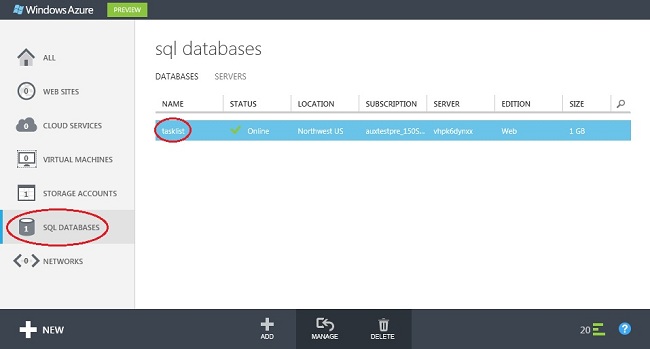 Windows Azure PREVIEW
ALL
0 WEB SITES
0 CLOUD SERVICES
0 VIRTUAL MACHINES
1 STORAGE ACCOUNTS
1 SQL DATABASES
0 NETWORKS
sql databases
DATABASES SERVERS
NAME STATUS LOCATION SUBSCRIPTION SERVER EDITION SIZE
tasklist Online Northwest US auxtestpre_150S... vhpk6dynxx Web 1 GB
NEW ADD MANAGE DELETE 20 ?